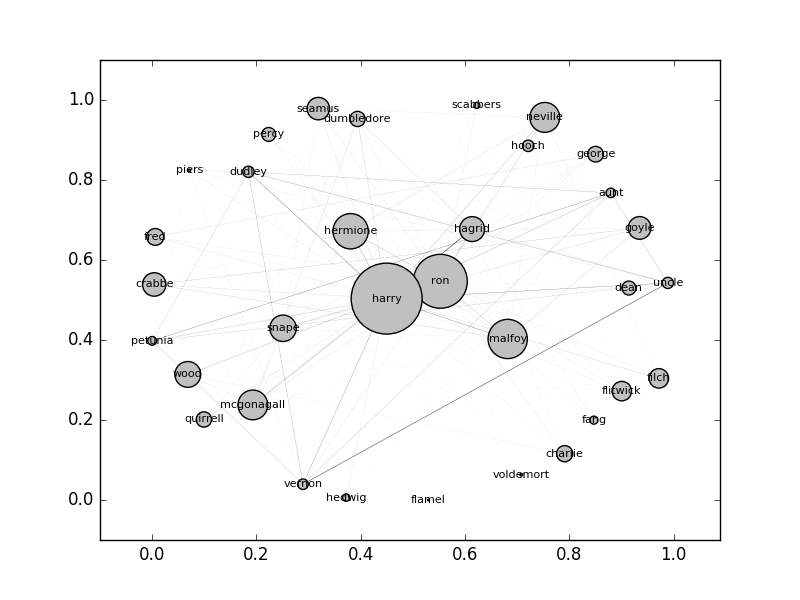 1.0
0.8
0.6
0.4
0.2
0.0
seamus
dumbledore
scabbers
neville
percy
hooch
george
piers
dudley
aunt
fred
hermione
hagrid
goyle
crabbe
harry
ron
dean
uncle
petunia
snape
malfoy
wood
mcgonagall
quirrell
filch
flitwick
fang
charlie
vernon
hedwig
flamel
voldemort
0.0 0.2 0.4 0.6 0.8 1.0